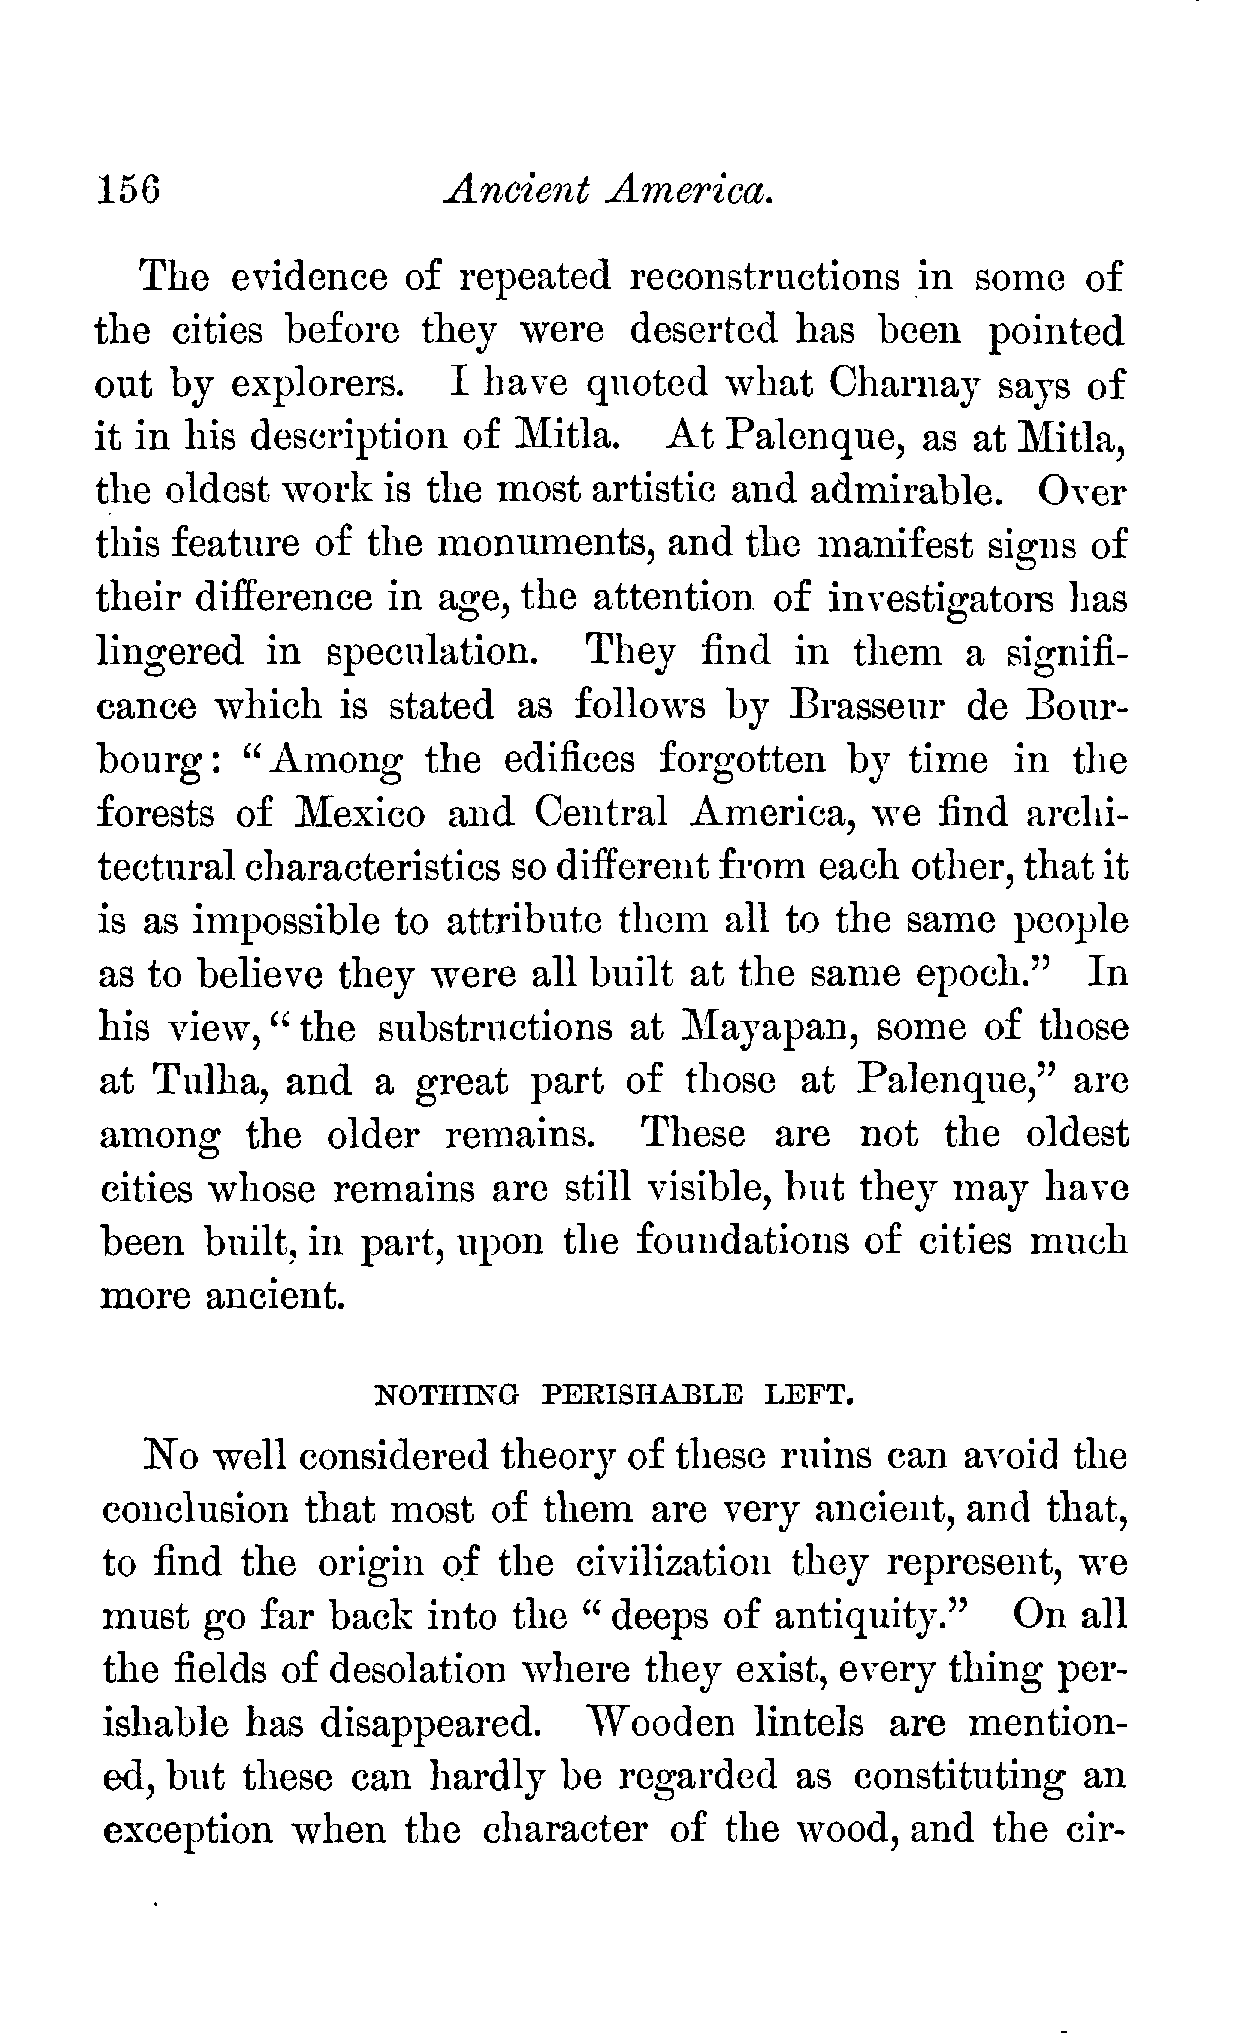 156 Ancient America.
The evidence of repeated reconstructions in some of
the cities before they were deserted has been pointed
out by explorers. I have quoted what Charnay says of
it in his description of Mitla. At Palenque, as at Mitla,
the oldest work is the most artistic and admirable. Over
this feature of the monuments, and the manifest signs of
their difference in age, the attention of investigators has
lingered in speculation. They find in them a signifi-
cance which is stated as follows by Brasseur de Bour-
bourg: "Among the edifices forgotten by time in the
forests of Mexico and Central America, we find archi-
tectural characteristics so different from each other, that it
is as impossible to attribute them all to the same people
as to believe they were all built at the same epoch." In
his view, "the substructions at Mayapan, some of those
at Tulha, and a great part of those at Palenque," are
among the older remains. These are not the oldest
cities whose remains are still visible, but they may have
been built, in part, upon the foundations of cities much
more ancient.
NOTHING PERISHABLE LEFT.
No well considered theory of these ruins can avoid the
conclusion that most of them are very ancient, and that,
to find the origin of the civilization they represent, we
must go far back into the "deeps of antiquity." On all
the fields of desolation where they exist, every thing per-
ishable has disappeared. Wooden lintels are mention-
ed, but these can hardly be regarded as constituting an
exception when the character of the wood, and the cir-